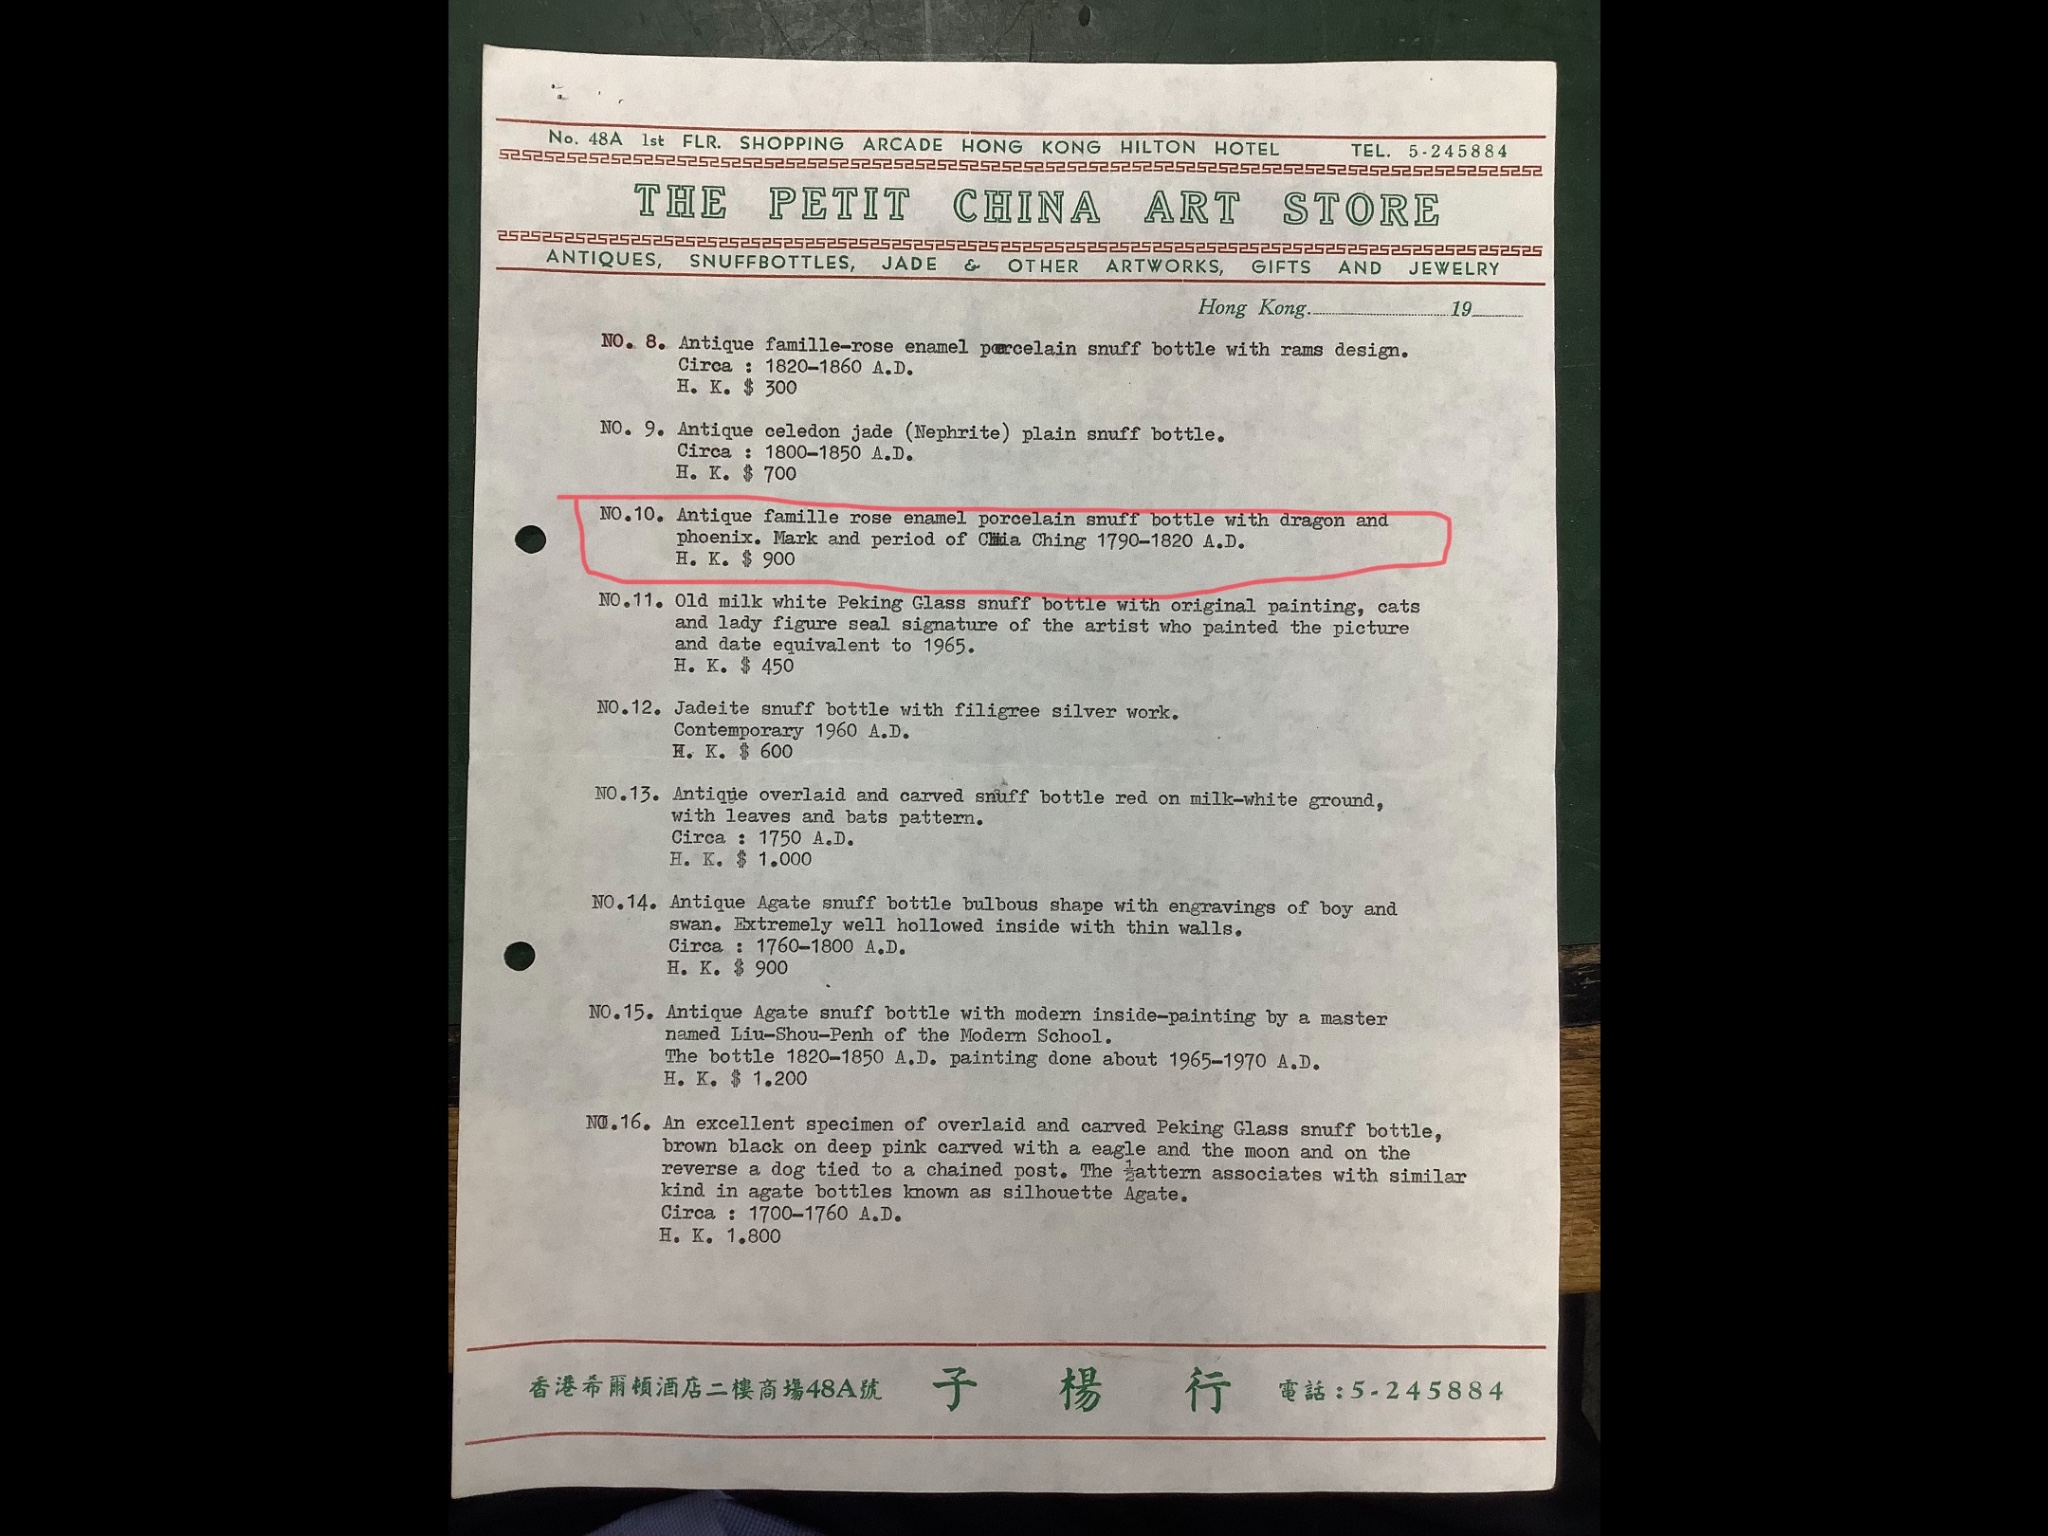 No. 48A 1st FLR. SHOPPING ARCADE HONG KONG HILTON HOTEL TEL. 5-245884
THE PETIT CHINA ART STORE
ANTIQUES, SNUFFBOTTLES, JADE & OTHER ARTWORKS, GIFTS AND JEWELRY
Hong Kong. 19
NO. 8. Antique famille-rose enamel porcelain snuff bottle with rams design.
Circa : 1820-1860 A.D.
H. K. $ 300
NO. 9. Antique celedon jade (Nephrite) plain snuff bottle.
Circa : 1800-1850 A.D.
H. K. $ 700
NO.10. Antique famille rose enamel porcelain snuff bottle with dragon and
phoenix. Mark and period of Chia Ching 1790-1820 A.D.
H. K. $ 900
NO.11. Old milk white Peking Glass snuff bottle with original painting, cats
and lady figure seal signature of the artist who painted the picture
and date equivalent to 1965.
H. K. $ 450
NO.12. Jadeite snuff bottle with filigree silver work.
Contemporary 1960 A.D.
H. K. $ 600
NO.13. Antique overlaid and carved snuff bottle red on milk-white ground,
with leaves and bats pattern.
Circa : 1750 A.D.
H. K. $ 1.000
NO.14. Antique Agate snuff bottle bulbous shape with engravings of boy and
swan. Extremely well hollowed inside with thin walls.
Circa : 1760-1800 A.D.
H. K. $ 900
NO.15. Antique Agate snuff bottle with modern inside-painting by a master
named Liu-Shou-Penh of the Modern School.
The bottle 1820-1850 A.D. painting done about 1965-1970 A.D.
H. K. $ 1.200
NO.16. An excellent specimen of overlaid and carved Peking Glass snuff bottle,
brown black on deep pink carved with a eagle and the moon and on the
reverse a dog tied to a chained post. The ½attern associates with similar
kind in agate bottles known as silhouette Agate.
Circa : 1700-1760 A.D.
H. K. 1.800
香港希爾頓酒店二樓商場48A號 子楊行 電話:5-245884